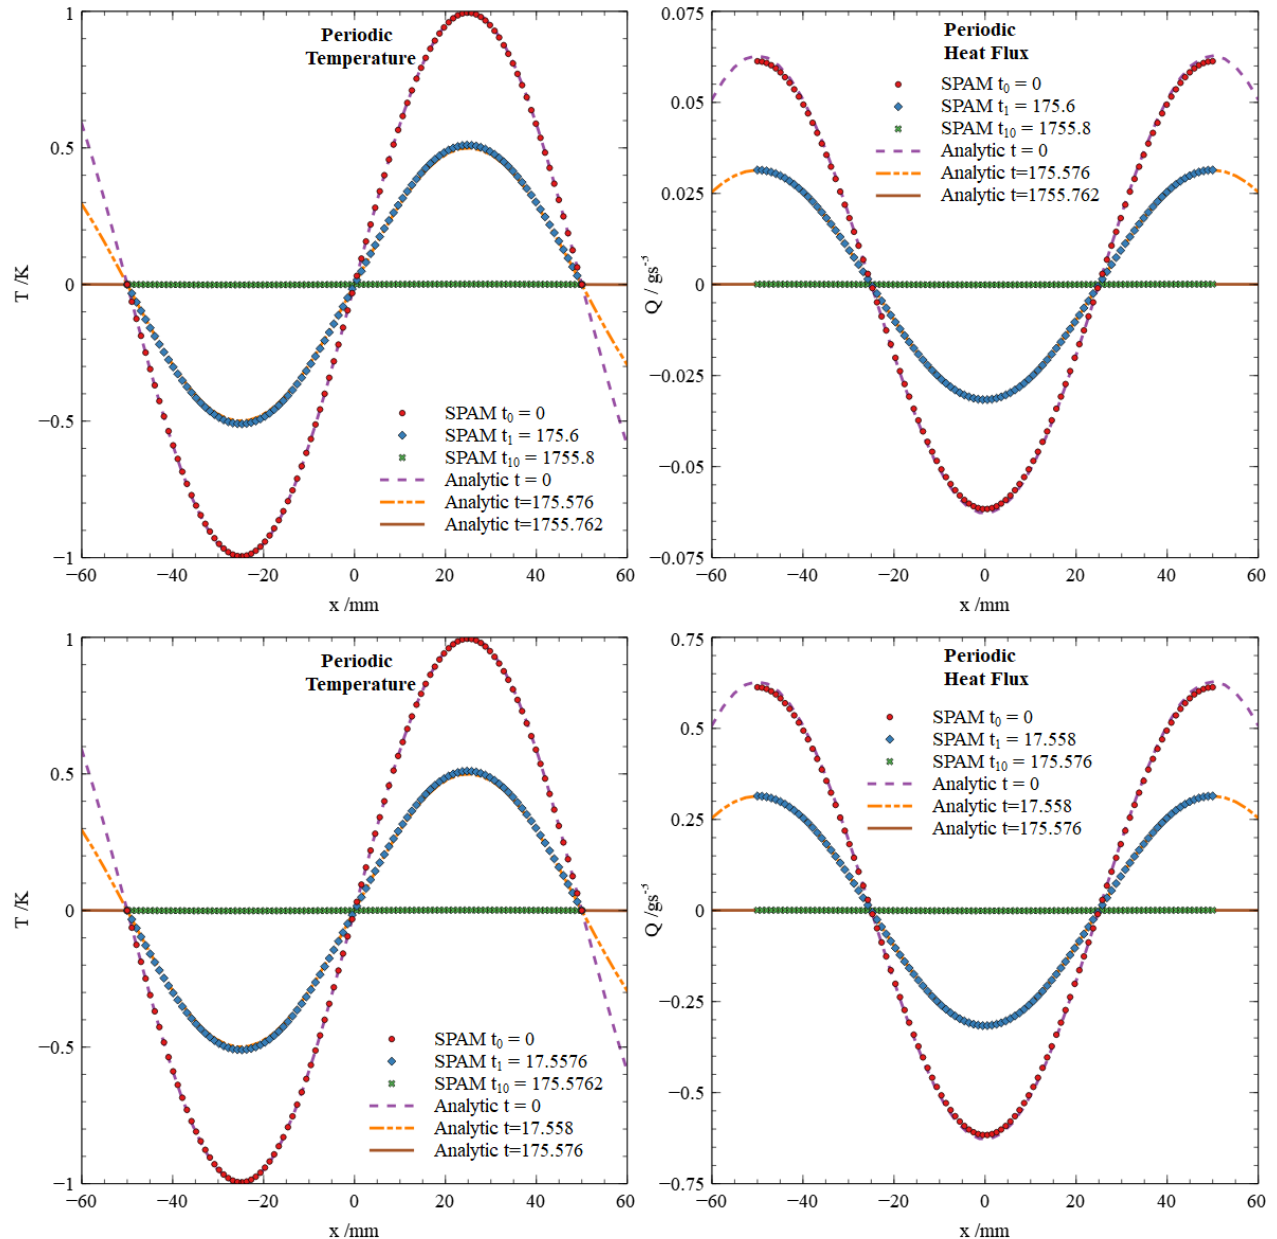 Periodic
Temperature
1
0.5
0
−0.5
−1
T /K
SPAM t₀ = 0
SPAM t₁ = 175.6
SPAM t₁₀ = 1755.8
Analytic t = 0
Analytic t=175.576
Analytic t=1755.762
−60
−40
−20
0
20
40
60
x /mm
Periodic
Heat Flux
SPAM t₀ = 0
SPAM t₁ = 175.6
SPAM t₁₀ = 1755.8
Analytic t = 0
Analytic t=175.576
Analytic t=1755.762
0.075
0.05
0.025
0
−0.025
−0.05
−0.075
Q / gs⁻³
−60
−40
−20
0
20
40
60
x /mm
Periodic
Temperature
1
0.5
0
−0.5
−1
T /K
SPAM t₀ = 0
SPAM t₁ = 17.5576
SPAM t₁₀ = 175.5762
Analytic t = 0
Analytic t=17.558
Analytic t=175.576
−60
−40
−20
0
20
40
60
x /mm
Periodic
Heat Flux
SPAM t₀ = 0
SPAM t₁ = 17.558
SPAM t₁₀ = 175.576
Analytic t = 0
Analytic t=17.558
Analytic t=175.576
0.75
0.5
0.25
0
−0.25
−0.5
−0.75
Q /gs⁻³
−60
−40
−20
0
20
40
60
x /mm